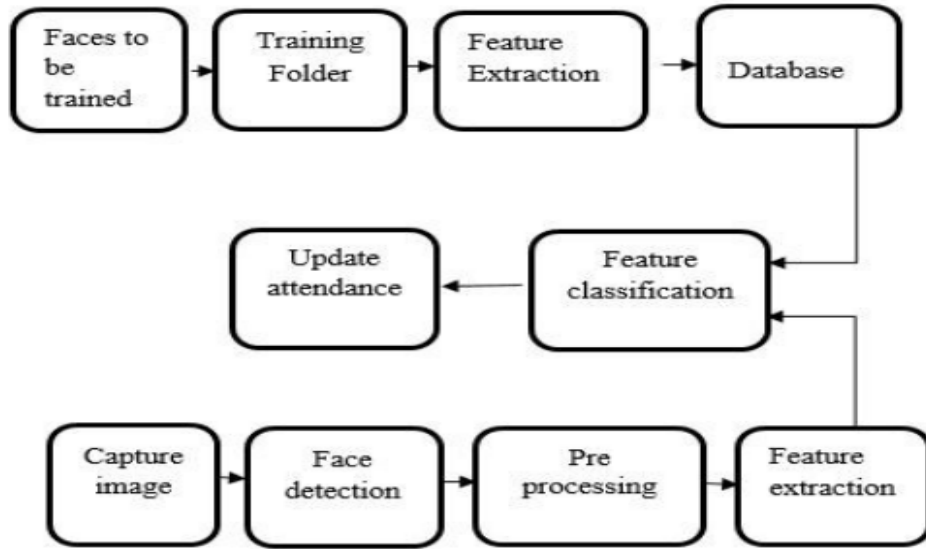 Faces to
be
trained
Training
Folder
Feature
Extraction
Database
Update
attendance
Feature
classification
Capture
image
Face
detection
Pre
processing
Feature
extraction